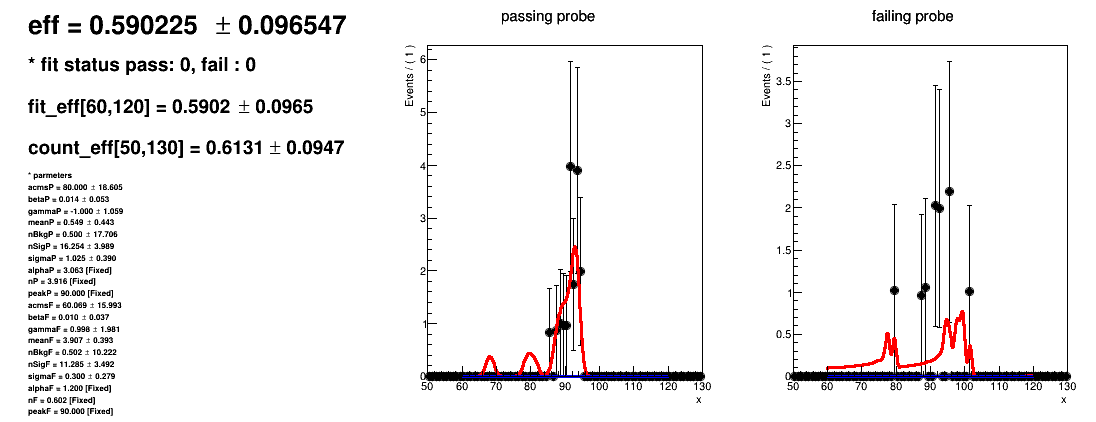 eff = 0.590225 ± 0.096547
* fit status pass: 0, fail : 0
fit_eff[60,120] = 0.5902 ± 0.0965
count_eff[50,130] = 0.6131 ± 0.0947
* parmeters
acmsP = 80.000 ± 18.605
betaP = 0.014 ± 0.053
gammaP = -1.000 ± 1.059
meanP = 0.549 ± 0.443
nBkgP = 0.500 ± 17.706
nSigP = 16.254 ± 3.989
sigmaP = 1.025 ± 0.390
alphaP = 3.063 [Fixed]
nP = 3.916 [Fixed]
peakP = 90.000 [Fixed]
acmsF = 60.069 ± 15.993
betaF = 0.010 ± 0.037
gammaF = 0.998 ± 1.981
meanF = 3.907 ± 0.393
nBkgF = 0.502 ± 10.222
nSigF = 11.285 ± 3.492
sigmaF = 0.300 ± 0.279
alphaF = 1.200 [Fixed]
nF = 0.602 [Fixed]
peakF = 90.000 [Fixed]
passing probe
Events / ( 1 )
6
5
4
3
2
1
0
50 60 70 80 90 100 110 120 130
x
failing probe
Events / ( 1 )
3.5
3
2.5
2
1.5
1
0.5
0
50 60 70 80 90 100 110 120 130
x